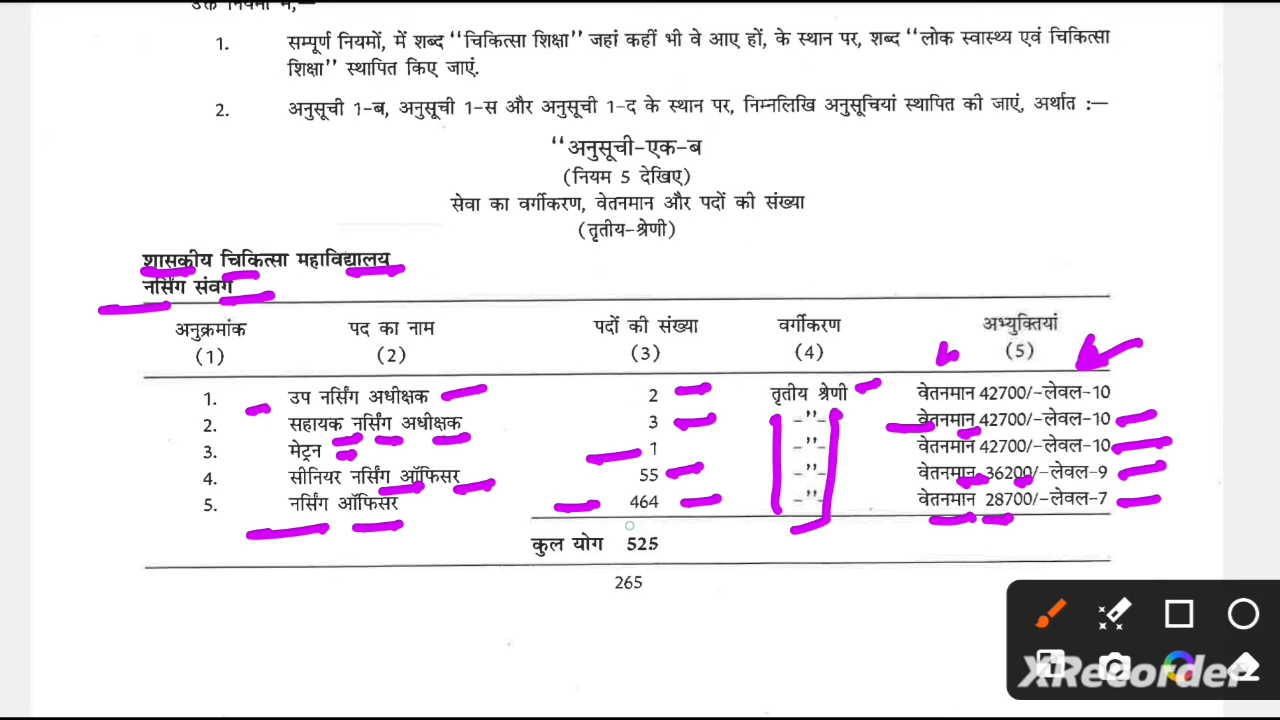 उक्त नियमों में,—
1. सम्पूर्ण नियमों, में शब्द "चिकित्सा शिक्षा" जहां कहीं भी वे आए हों, के स्थान पर, शब्द "लोक स्वास्थ्य एवं चिकित्सा
शिक्षा" स्थापित किए जाएं.
2. अनुसूची 1-ब, अनुसूची 1-स और अनुसूची 1-द के स्थान पर, निम्नलिखि अनुसूचियां स्थापित की जाएं, अर्थात :—
"अनुसूची-एक-ब
(नियम 5 देखिए)
सेवा का वर्गीकरण, वेतनमान और पदों की संख्या
(तृतीय-श्रेणी)
शासकीय चिकित्सा महाविद्यालय
नर्सिंग संवर्ग
अनुक्रमांक पद का नाम पदों की संख्या वर्गीकरण अभ्युक्तियां
(1) (2) (3) (4) (5)
1. उप नर्सिंग अधीक्षक 2 तृतीय श्रेणी वेतनमान 42700/-लेवल-10
2. सहायक नर्सिंग अधीक्षक 3 -"- वेतनमान 42700/-लेवल-10
3. मेट्रन 1 -"- वेतनमान 42700/-लेवल-10
4. सीनियर नर्सिंग ऑफिसर 55 -"- वेतनमान 36200/-लेवल-9
5. नर्सिंग ऑफिसर 464 -"- वेतनमान 28700/-लेवल-7
कुल योग 525
265
XRecorder